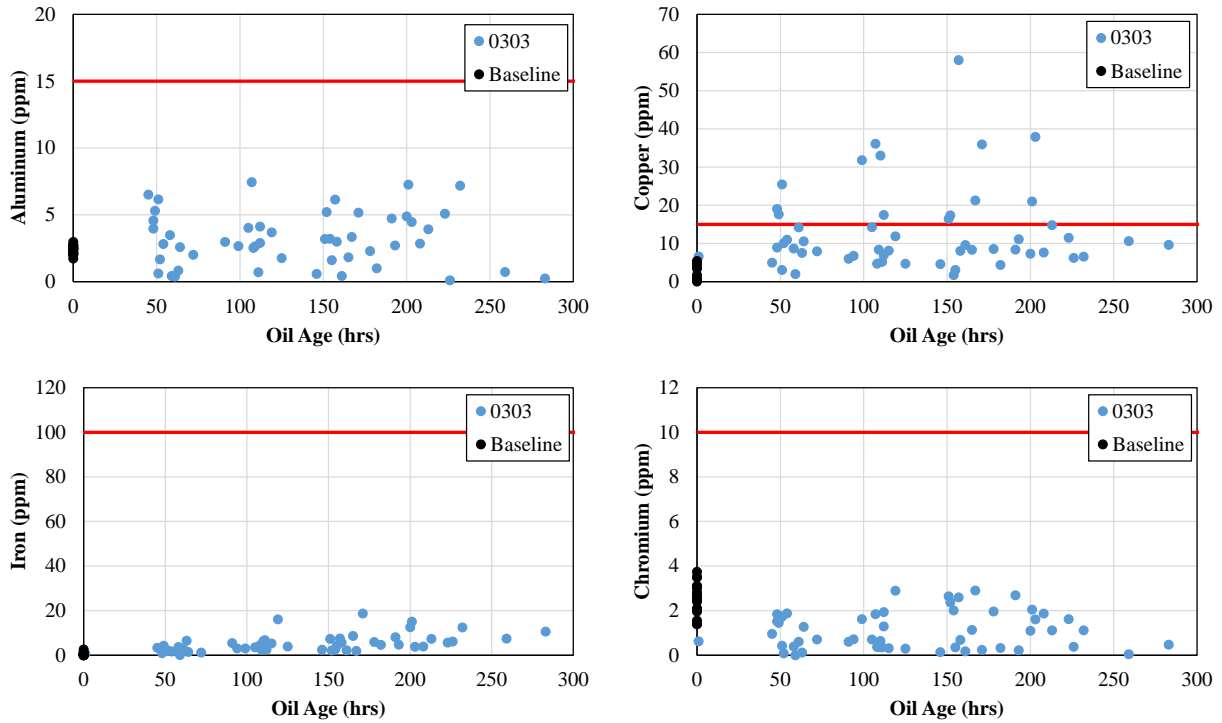 20
15
10
5
0
Aluminum (ppm)
0 50 100 150 200 250 300
Oil Age (hrs)
0303
Baseline
70
60
50
40
30
20
10
0
Copper (ppm)
0 50 100 150 200 250 300
Oil Age (hrs)
0303
Baseline
120
100
80
60
40
20
0
Iron (ppm)
0 50 100 150 200 250 300
Oil Age (hrs)
0303
Baseline
12
10
8
6
4
2
0
Chromium (ppm)
0 50 100 150 200 250 300
Oil Age (hrs)
0303
Baseline